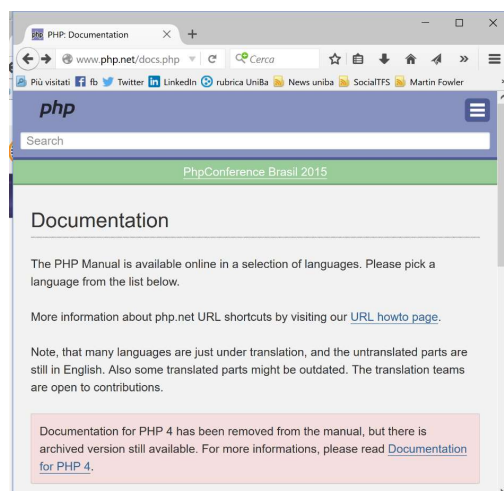 php PHP: Documentation
www.php.net/docs.php
Cerca
Più visitati fb Twitter in LinkedIn rubrica UniBa News uniba SocialTFS Martin Fowler
php
Search
PhpConference Brasil 2015
Documentation
The PHP Manual is available online in a selection of languages. Please pick a
language from the list below.
More information about php.net URL shortcuts by visiting our URL howto page.
Note, that many languages are just under translation, and the untranslated parts are
still in English. Also some translated parts might be outdated. The translation teams
are open to contributions.
Documentation for PHP 4 has been removed from the manual, but there is
archived version still available. For more informations, please read Documentation
for PHP 4.